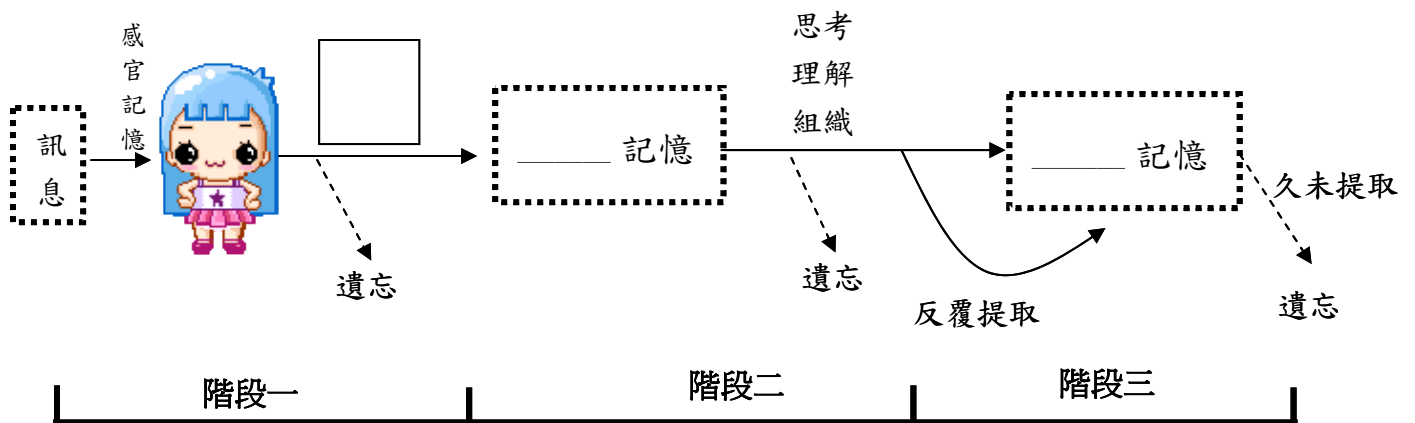 訊息
感官記憶
遺忘
_____ 記憶
思考
理解
組織
遺忘
反覆提取
_____ 記憶
久未提取
遺忘
階段一
階段二
階段三